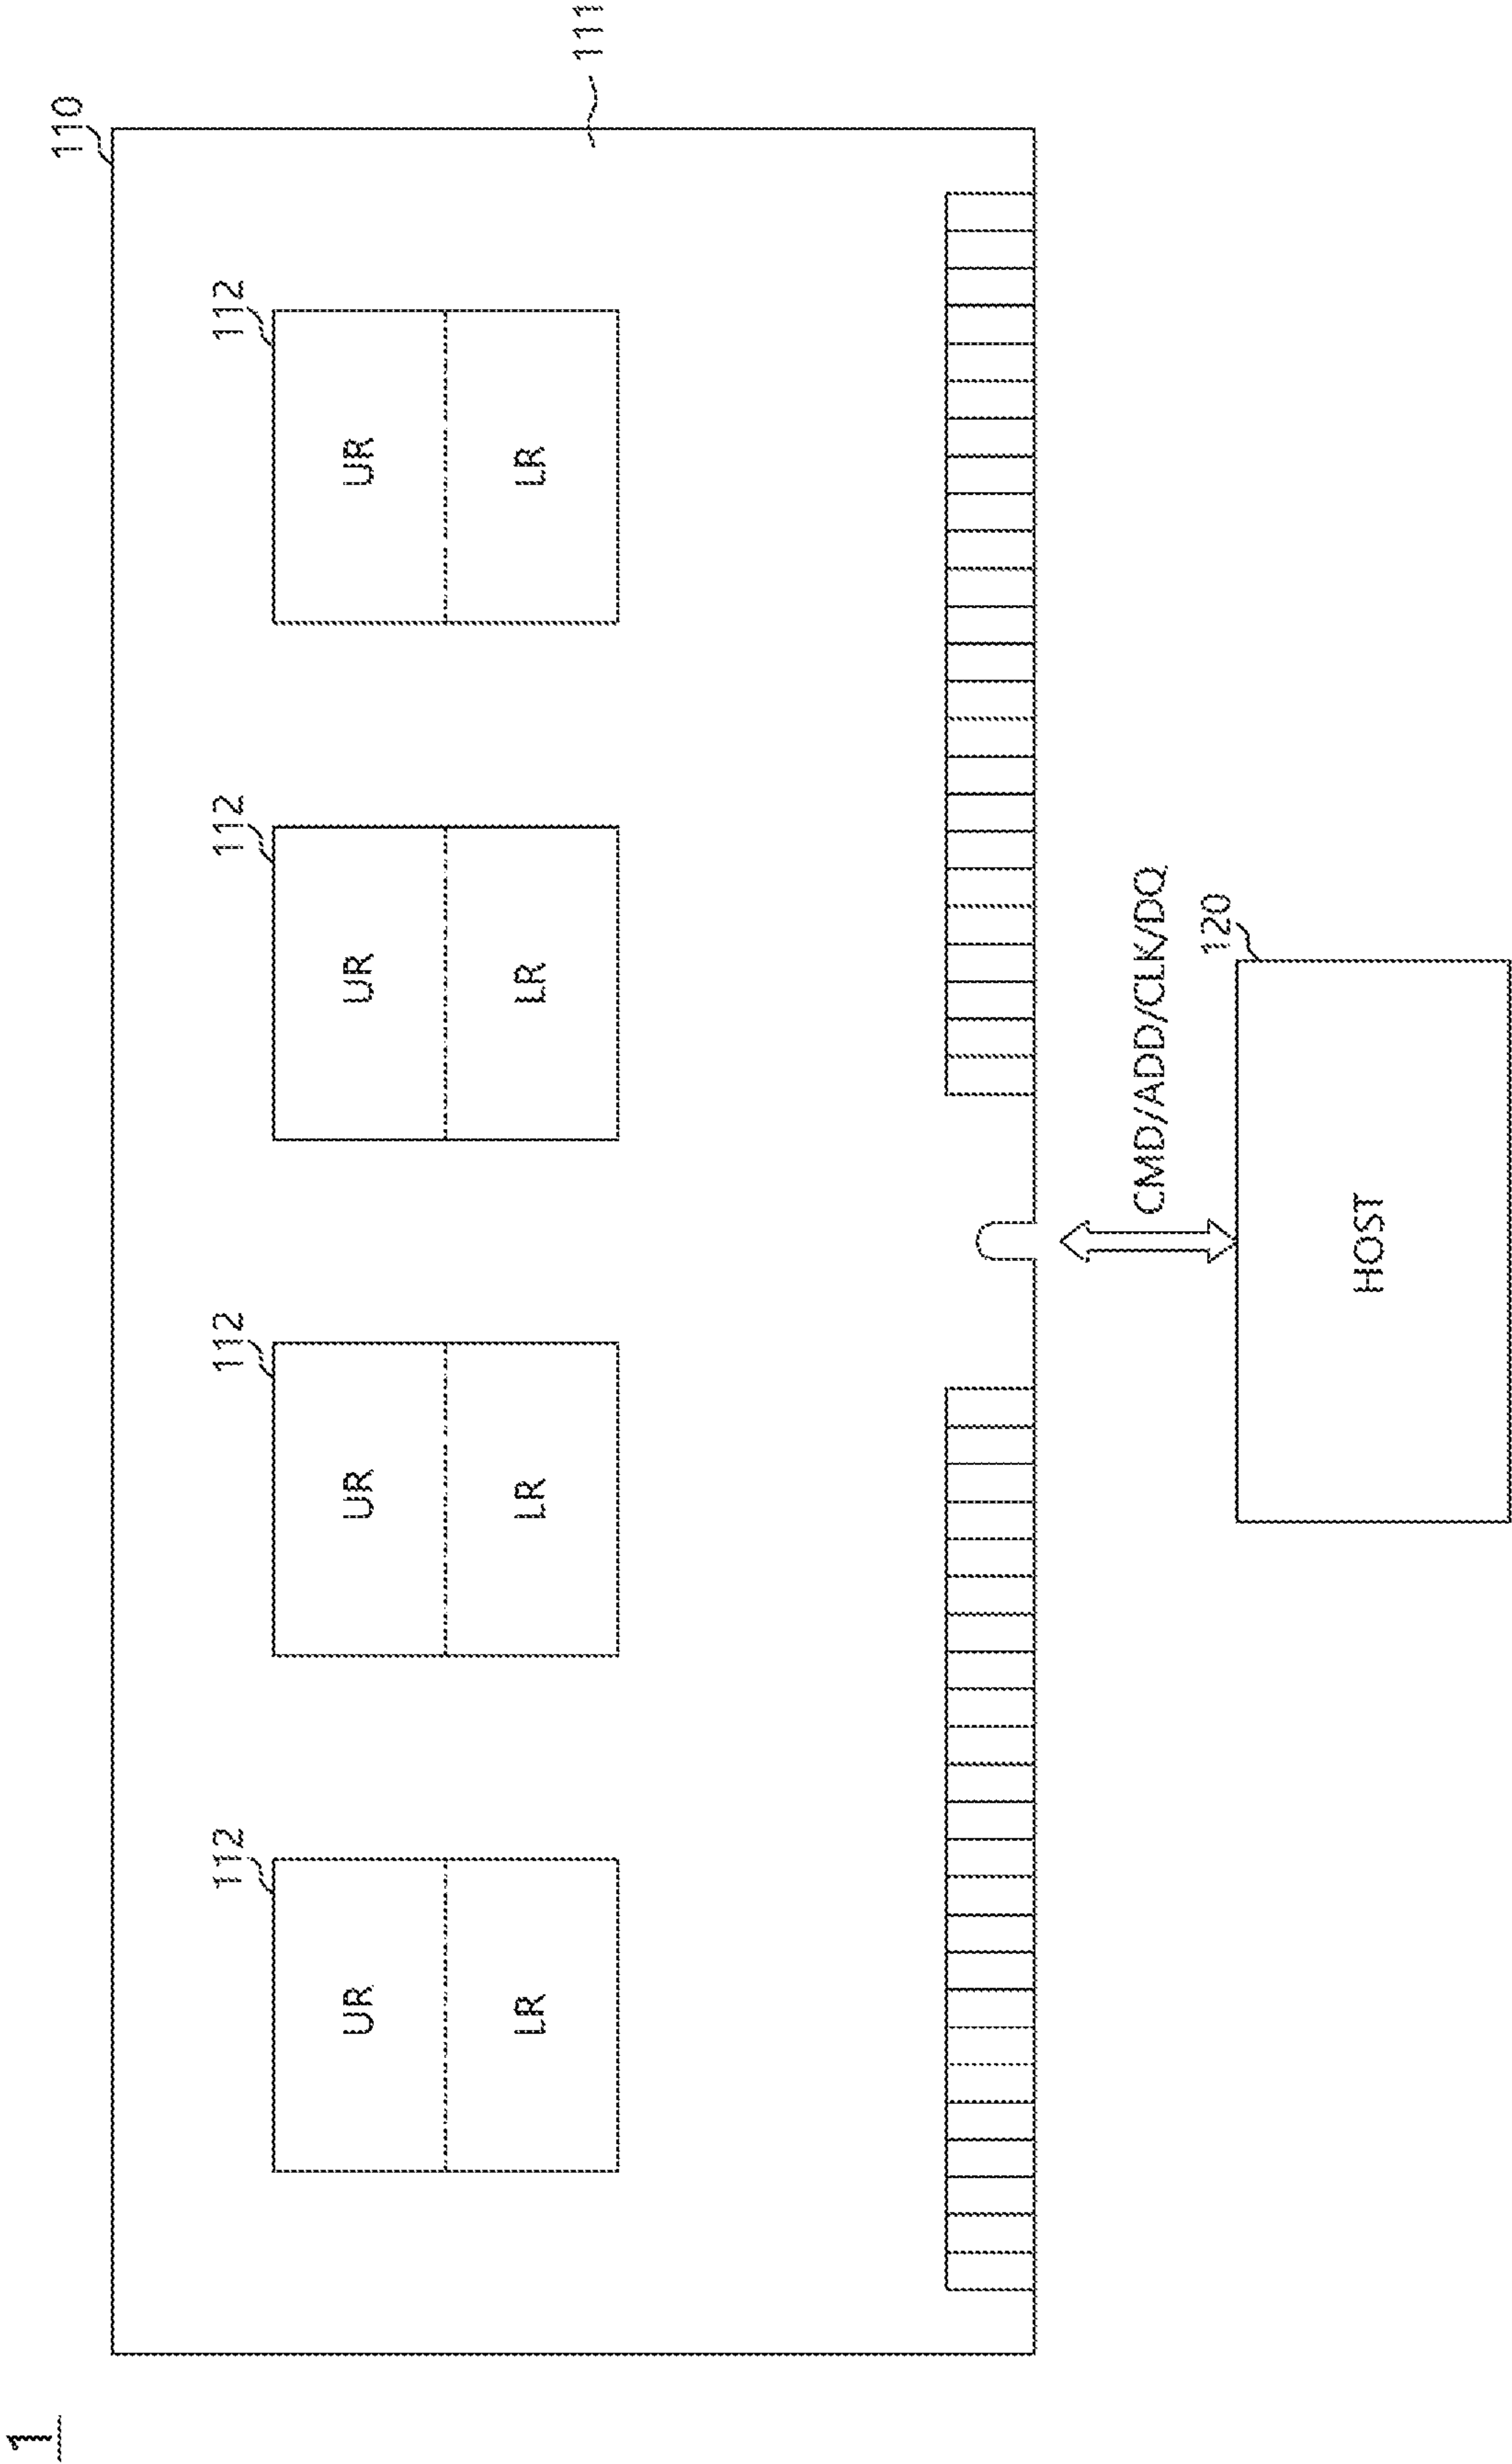 1
110
111
112
112
112
112
UR
UR
UR
UR
LR
LR
LR
LR
CMD/ADD/CLK/DQ
120
HOST